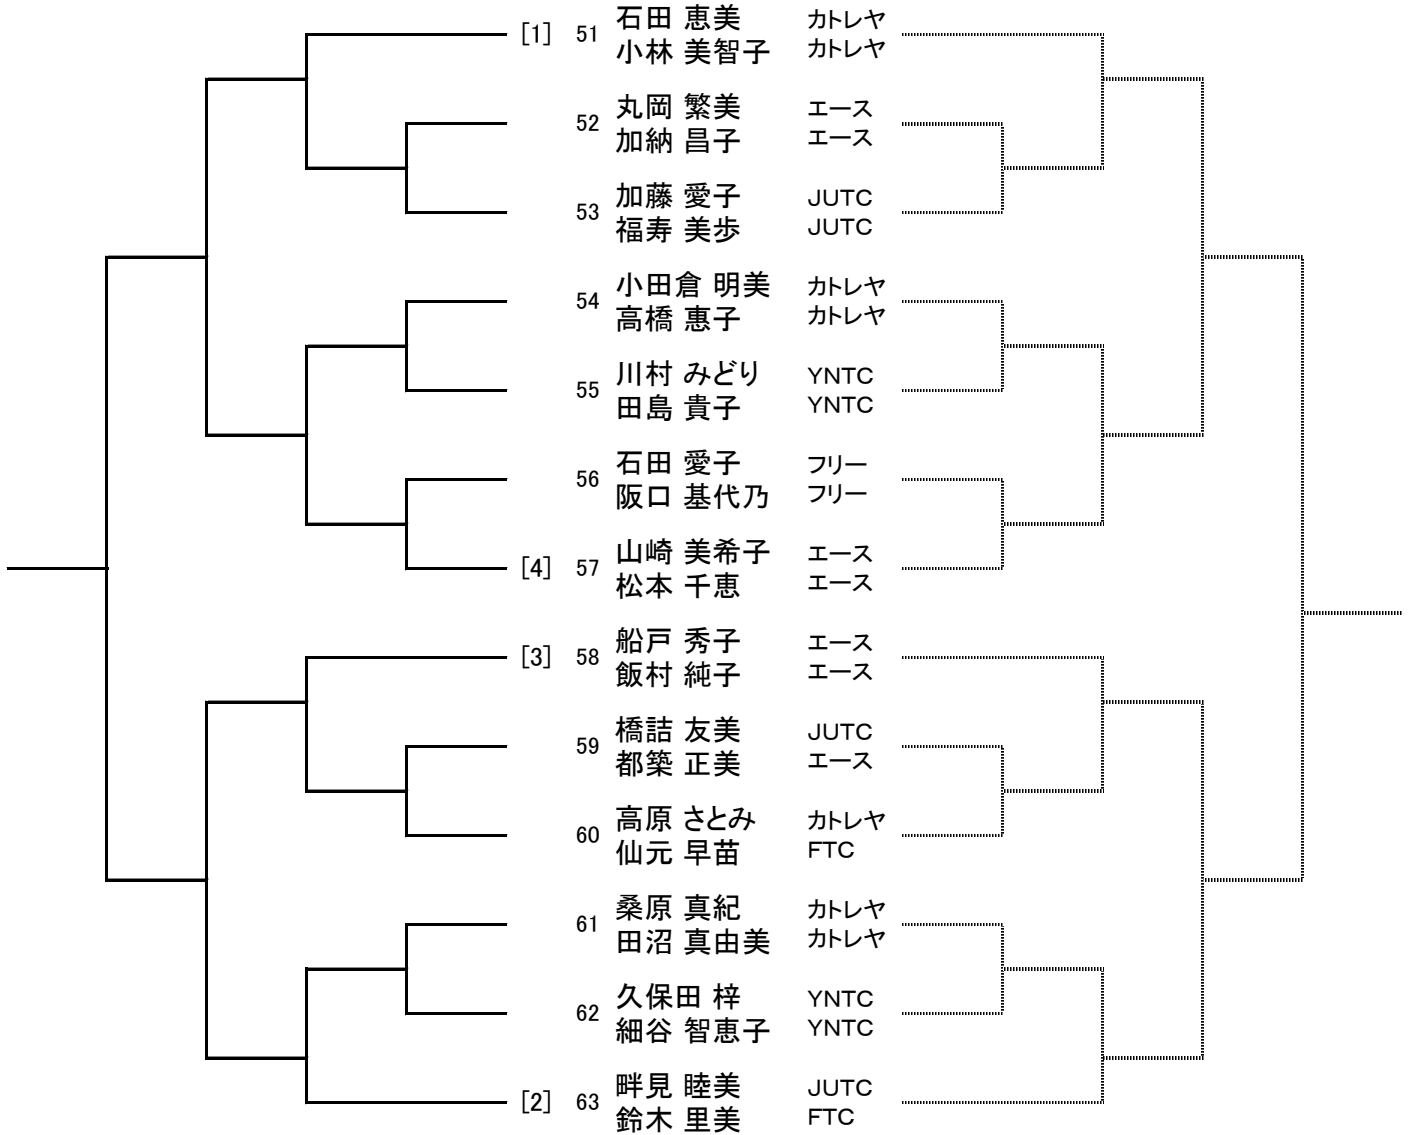 [1] 51 石田 恵美 カトレヤ
小林 美智子 カトレヤ
52 丸岡 繁美 エース
加納 昌子 エース
53 加藤 愛子 JUTC
福寿 美歩 JUTC
54 小田倉 明美 カトレヤ
高橋 惠子 カトレヤ
55 川村 みどり YNTC
田島 貴子 YNTC
56 石田 愛子 フリー
阪口 基代乃 フリー
[4] 57 山崎 美希子 エース
松本 千恵 エース
[3] 58 船戸 秀子 エース
飯村 純子 エース
59 橋詰 友美 JUTC
都築 正美 エース
60 高原 さとみ カトレヤ
仙元 早苗 FTC
61 桑原 真紀 カトレヤ
田沼 真由美 カトレヤ
62 久保田 梓 YNTC
細谷 智恵子 YNTC
[2] 63 畔見 睦美 JUTC
鈴木 里美 FTC